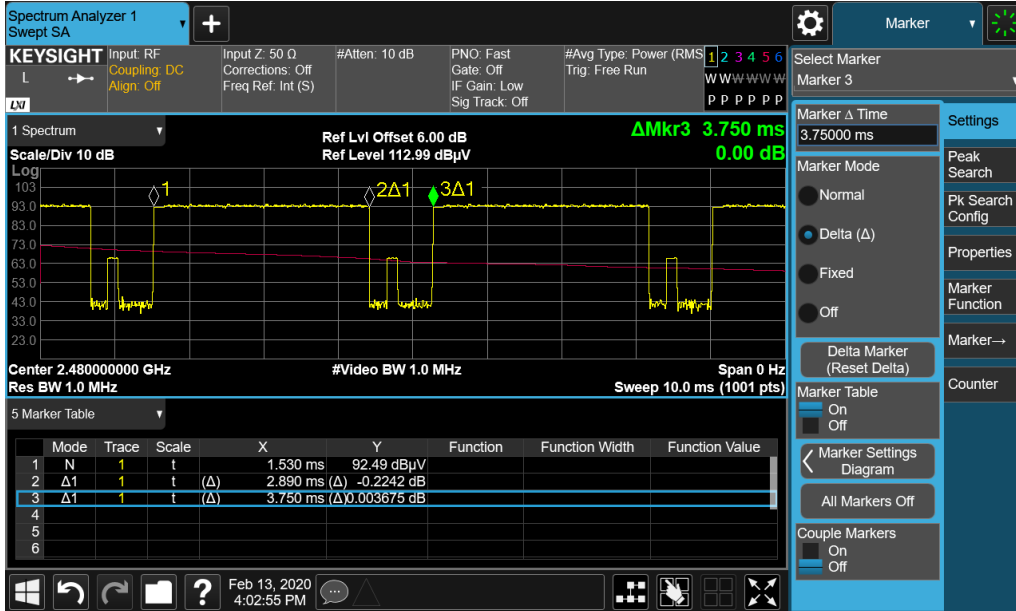 Spectrum Analyzer 1
Swept SA
+
Marker
KEYSIGHT Input: RF Input Z: 50 Ω #Atten: 10 dB PNO: Fast #Avg Type: Power (RMS 1 2 3 4 5 6
L Coupling: DC Corrections: Off Gate: Off Trig: Free Run
Align: Off Freq Ref: Int (S) IF Gain: Low W W W W W W
LXI Sig Track: Off P P P P P P
Select Marker
Marker 3
1 Spectrum
Scale/Div 10 dB
Ref Lvl Offset 6.00 dB
Ref Level 112.99 dBµV
ΔMkr3 3.750 ms
0.00 dB
Log
103
93.0
83.0
73.0
63.0
53.0
43.0
33.0
23.0
1
2Δ1
3Δ1
Center 2.480000000 GHz #Video BW 1.0 MHz Span 0 Hz
Res BW 1.0 MHz Sweep 10.0 ms (1001 pts)
5 Marker Table
Mode Trace Scale X Y Function Function Width Function Value
1 N 1 t 1.530 ms 92.49 dBµV
2 Δ1 1 t (Δ) 2.890 ms (Δ) -0.2242 dB
3 Δ1 1 t (Δ) 3.750 ms (Δ)0.003675 dB
4
5
6
Marker Δ Time
3.75000 ms
Marker Mode
Normal
Delta (Δ)
Fixed
Off
Delta Marker
(Reset Delta)
Marker Table
On
Off
Marker Settings
Diagram
All Markers Off
Couple Markers
On
Off
Settings
Peak
Search
Pk Search
Config
Properties
Marker
Function
Marker→
Counter
?
Feb 13, 2020
4:02:55 PM